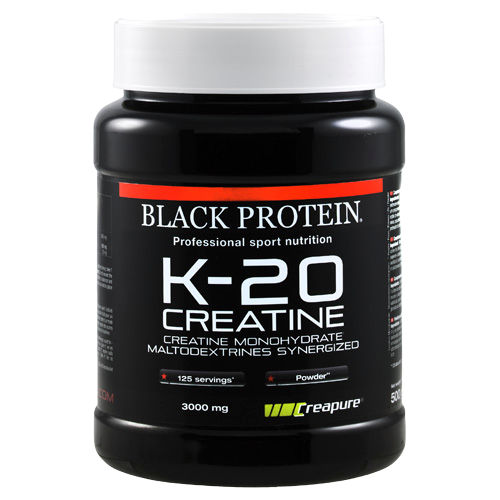 BLACK PROTEIN®
Professional sport nutrition
K-20
CREATINE
CREATINE MONOHYDRATE
MALTODEXTRINES SYNERGIZED
125 servings*
Powder**
3000 mg
Creapure®